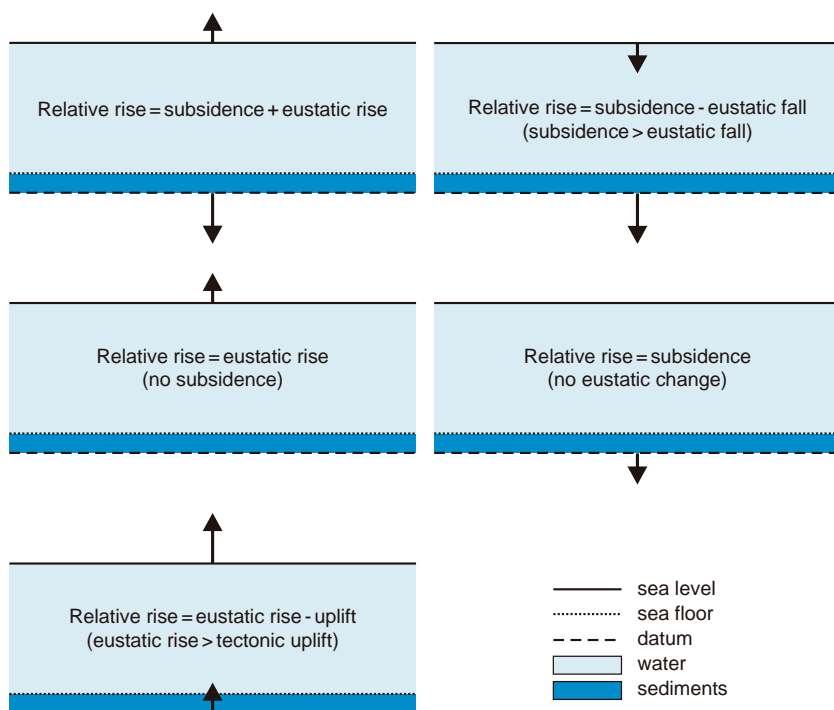 Relative rise = subsidence + eustatic rise
Relative rise = subsidence - eustatic fall
(subsidence > eustatic fall)
Relative rise = eustatic rise
(no subsidence)
Relative rise = subsidence
(no eustatic change)
Relative rise = eustatic rise - uplift
(eustatic rise > tectonic uplift)
sea level
sea floor
datum
water
sediments